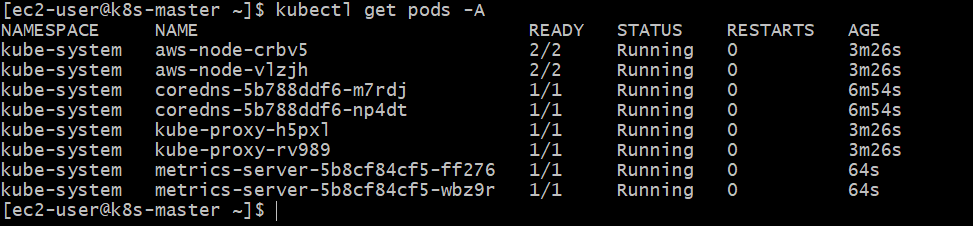 [ec2-user@k8s-master ~]$ kubectl get pods -A
NAMESPACE     NAME                              READY   STATUS    RESTARTS   AGE
kube-system   aws-node-crbv5                    2/2     Running   0          3m26s
kube-system   aws-node-vlzjh                    2/2     Running   0          3m26s
kube-system   coredns-5b788ddf6-m7rdj           1/1     Running   0          6m54s
kube-system   coredns-5b788ddf6-np4dt           1/1     Running   0          6m54s
kube-system   kube-proxy-h5pxl                  1/1     Running   0          3m26s
kube-system   kube-proxy-rv989                  1/1     Running   0          3m26s
kube-system   metrics-server-5b8cf84cf5-ff276   1/1     Running   0          64s
kube-system   metrics-server-5b8cf84cf5-wbz9r   1/1     Running   0          64s
[ec2-user@k8s-master ~]$